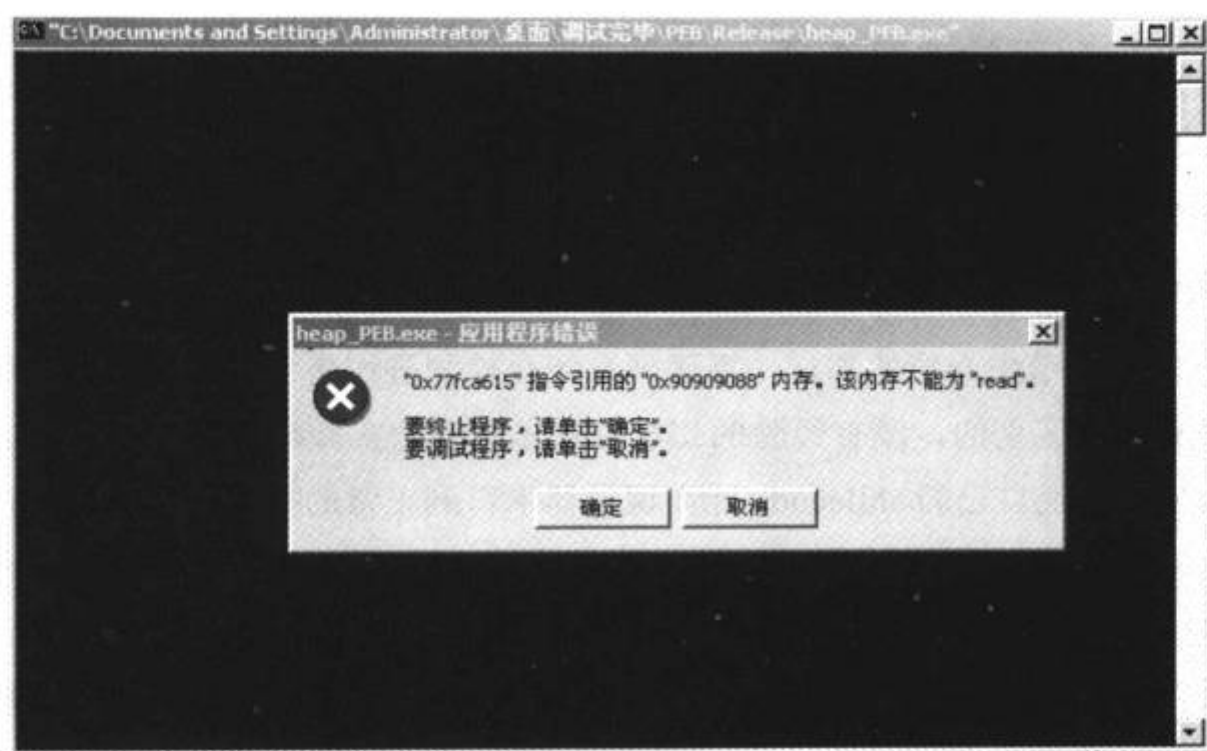 "C:\Documents and Settings\Administrator\桌面\调试完毕\PEB\Release\heap_PEB.exe"
heap_PEB.exe - 应用程序错误
"0x77fca615" 指令引用的 "0x90909088" 内存。该内存不能为 "read"。
要终止程序，请单击"确定"。
要调试程序，请单击"取消"。
确定
取消